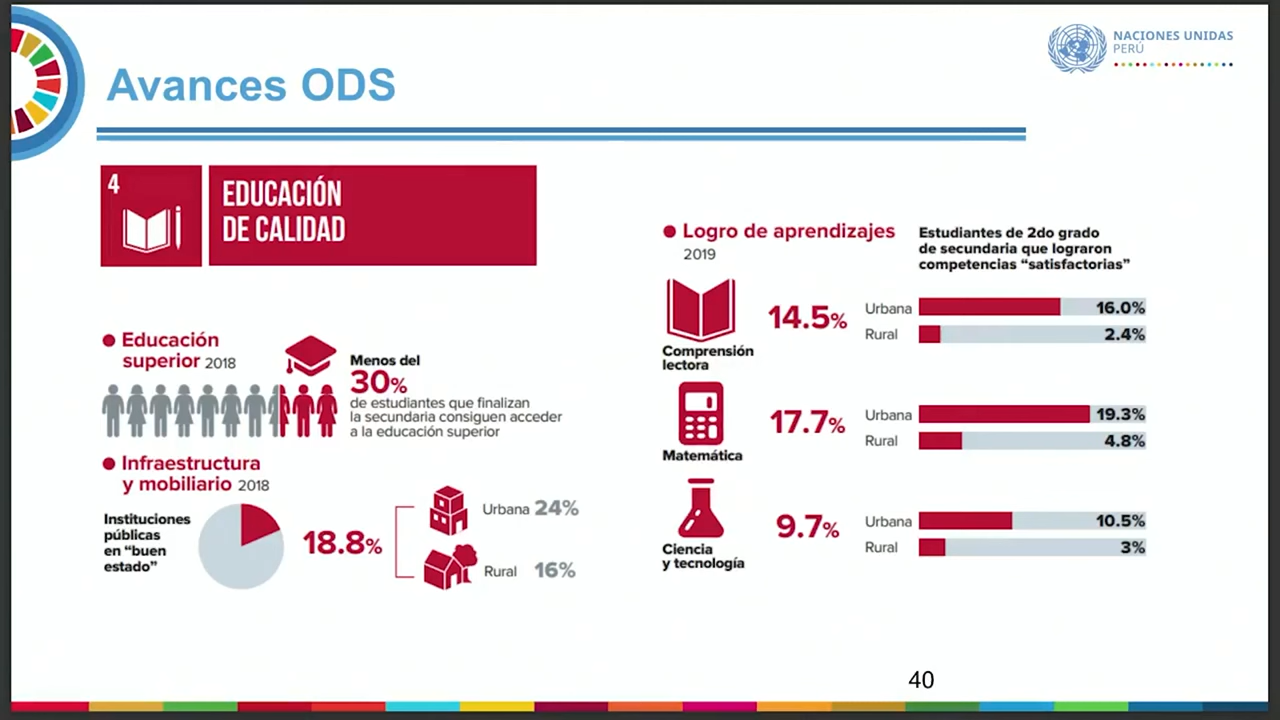 NACIONES UNIDAS
PERÚ
Avances ODS
4
EDUCACIÓN
DE CALIDAD
Educación
superior 2018
Menos del
30%
de estudiantes que finalizan
la secundaria consiguen acceder
a la educación superior
Infraestructura
y mobiliario 2018
Instituciones
públicas
en “buen
estado”
18.8%
Urbana 24%
Rural 16%
Logro de aprendizajes
2019
Estudiantes de 2do grado
de secundaria que lograron
competencias “satisfactorias”
Comprensión
lectora
14.5%
Urbana 16.0%
Rural 2.4%
Matemática
17.7%
Urbana 19.3%
Rural 4.8%
Ciencia
y tecnología
9.7%
Urbana 10.5%
Rural 3%
40